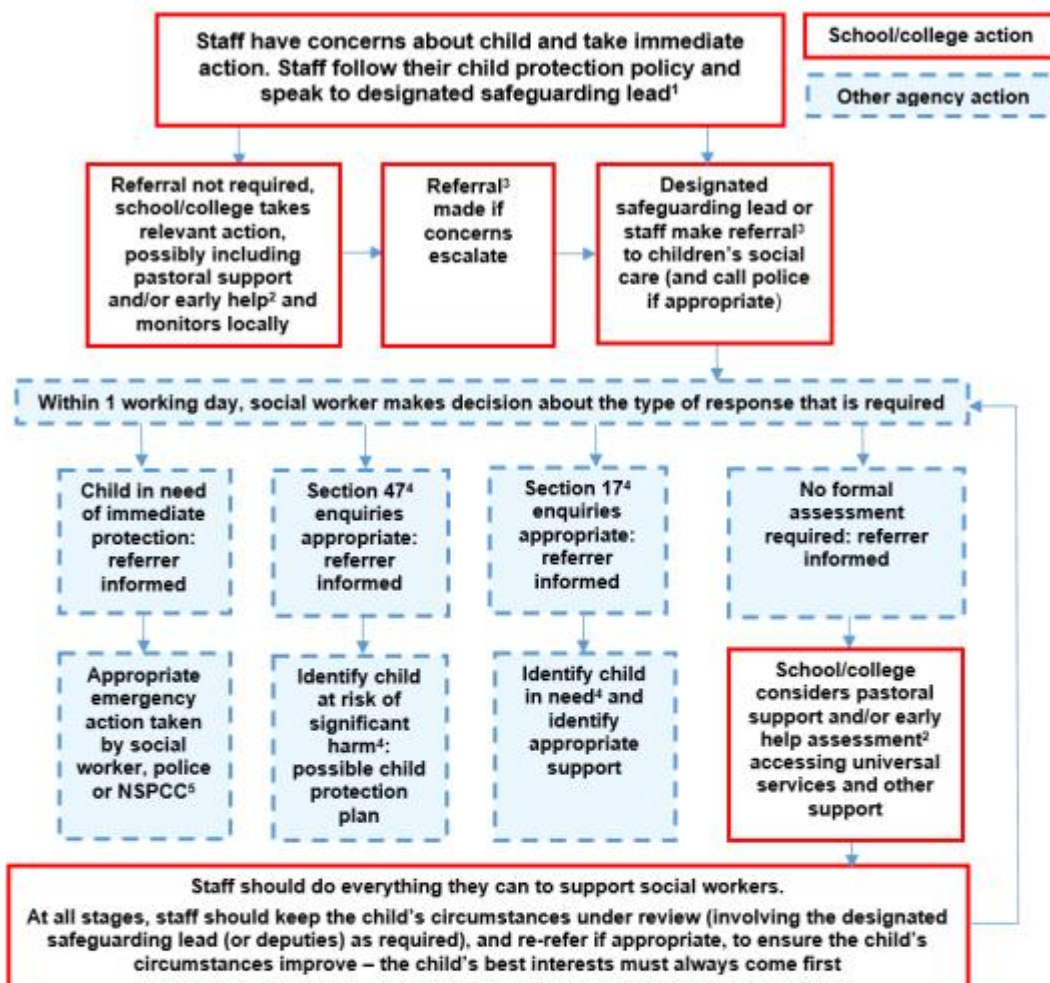 Staff have concerns about child and take immediate
action. Staff follow their child protection policy and
speak to designated safeguarding lead¹
School/college action
Other agency action
Referral not required,
school/college takes
relevant action,
possibly including
pastoral support
and/or early help² and
monitors locally
Referral³
made if
concerns
escalate
Designated
safeguarding lead or
staff make referral³
to children's social
care (and call police
if appropriate)
Within 1 working day, social worker makes decision about the type of response that is required
Child in need
of immediate
protection:
referrer
informed
Section 47⁴
enquiries
appropriate:
referrer
informed
Section 17⁴
enquiries
appropriate:
referrer
informed
No formal
assessment
required: referrer
informed
Appropriate
emergency
action taken
by social
worker, police
or NSPCC⁵
Identify child
at risk of
significant
harm⁴:
possible child
protection
plan
Identify child
in need⁴ and
identify
appropriate
support
School/college
considers pastoral
support and/or early
help assessment²
accessing universal
services and other
support
Staff should do everything they can to support social workers.
At all stages, staff should keep the child's circumstances under review (involving the designated
safeguarding lead (or deputies) as required), and re-refer if appropriate, to ensure the child's
circumstances improve – the child's best interests must always come first